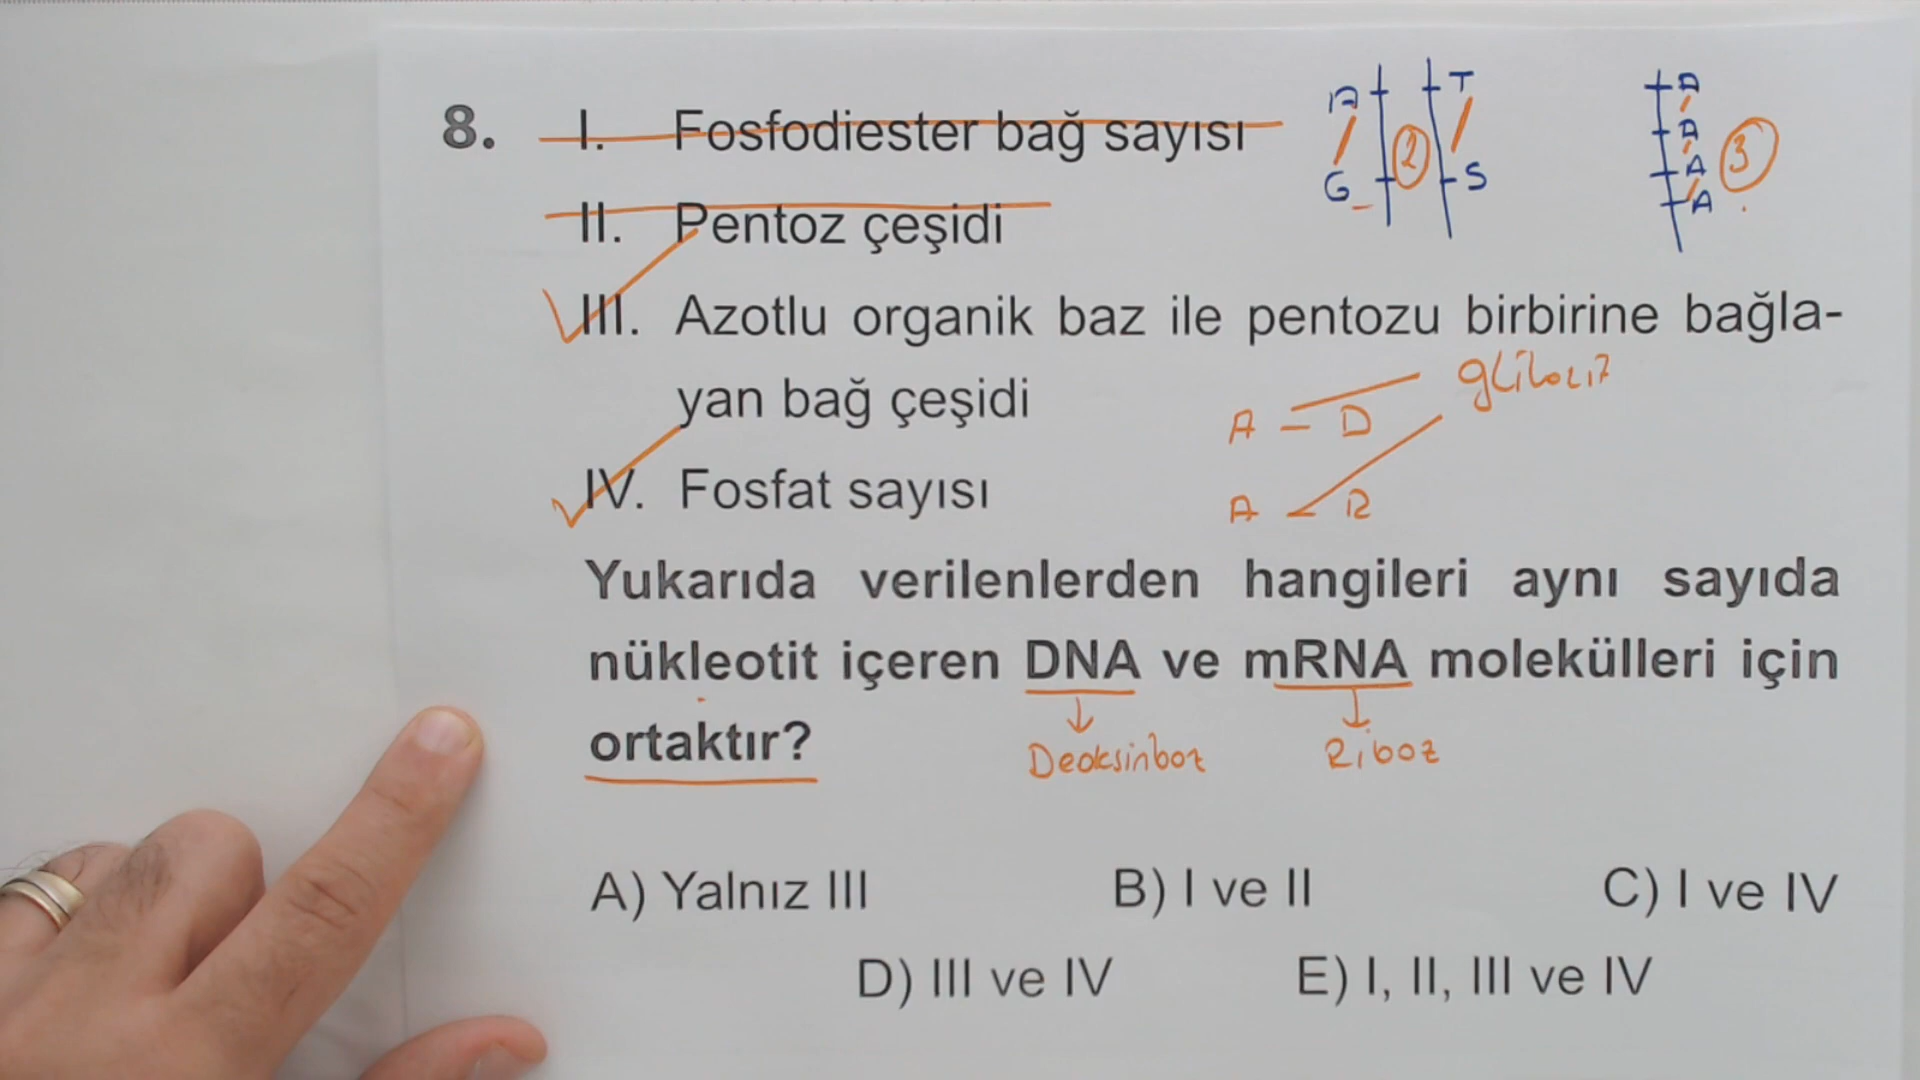 8. I. Fosfodiester bağ sayısı
II. Pentoz çeşidi
III. Azotlu organik baz ile pentozu birbirine bağla-
yan bağ çeşidi
IV. Fosfat sayısı
A T
G 2 S
A
A
A 3
A
A = D
A R
Yukarıda verilenlerden hangileri aynı sayıda
nükleotit içeren DNA ve mRNA molekülleri için
ortaktır?
Riboz
A) Yalnız III B) I ve II C) I ve IV
D) III ve IV E) I, II, III ve IV